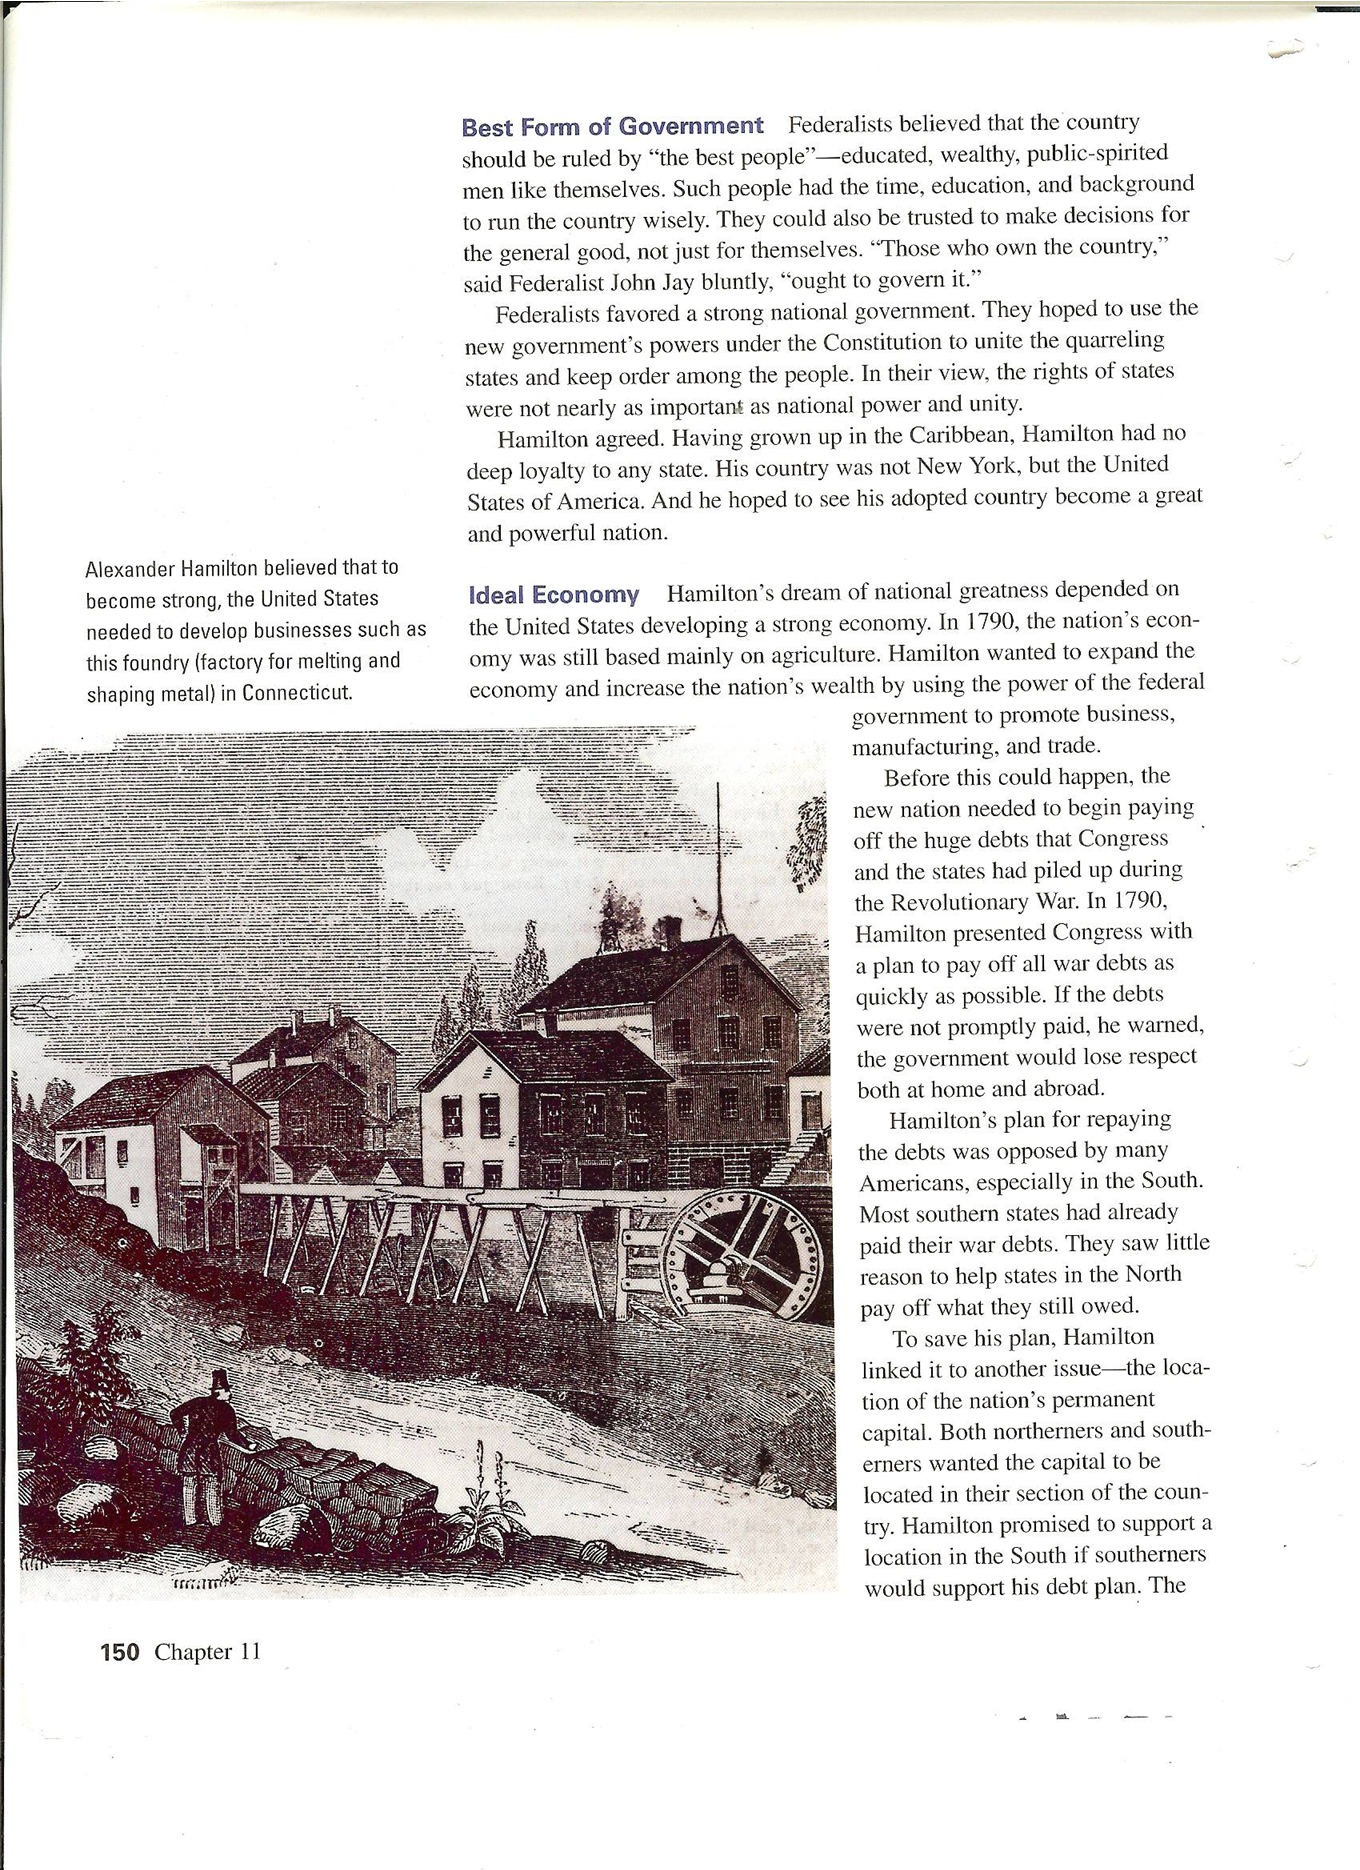 Best Form of Government Federalists believed that the country
should be ruled by “the best people”—educated, wealthy, public-spirited
men like themselves. Such people had the time, education, and background
to run the country wisely. They could also be trusted to make decisions for
the general good, not just for themselves. “Those who own the country,”
said Federalist John Jay bluntly, “ought to govern it.”
Federalists favored a strong national government. They hoped to use the
new government’s powers under the Constitution to unite the quarreling
states and keep order among the people. In their view, the rights of states
were not nearly as important as national power and unity.
Hamilton agreed. Having grown up in the Caribbean, Hamilton had no
deep loyalty to any state. His country was not New York, but the United
States of America. And he hoped to see his adopted country become a great
and powerful nation.
Alexander Hamilton believed that to
become strong, the United States
needed to develop businesses such as
this foundry (factory for melting and
shaping metal) in Connecticut.
Ideal Economy Hamilton’s dream of national greatness depended on
the United States developing a strong economy. In 1790, the nation’s econ-
omy was still based mainly on agriculture. Hamilton wanted to expand the
economy and increase the nation’s wealth by using the power of the federal
government to promote business,
manufacturing, and trade.
Before this could happen, the
new nation needed to begin paying
off the huge debts that Congress
and the states had piled up during
the Revolutionary War. In 1790,
Hamilton presented Congress with
a plan to pay off all war debts as
quickly as possible. If the debts
were not promptly paid, he warned,
the government would lose respect
both at home and abroad.
Hamilton’s plan for repaying
the debts was opposed by many
Americans, especially in the South.
Most southern states had already
paid their war debts. They saw little
reason to help states in the North
pay off what they still owed.
To save his plan, Hamilton
linked it to another issue—the loca-
tion of the nation’s permanent
capital. Both northerners and south-
erners wanted the capital to be
located in their section of the coun-
try. Hamilton promised to support a
location in the South if southerners
would support his debt plan. The
150 Chapter 11